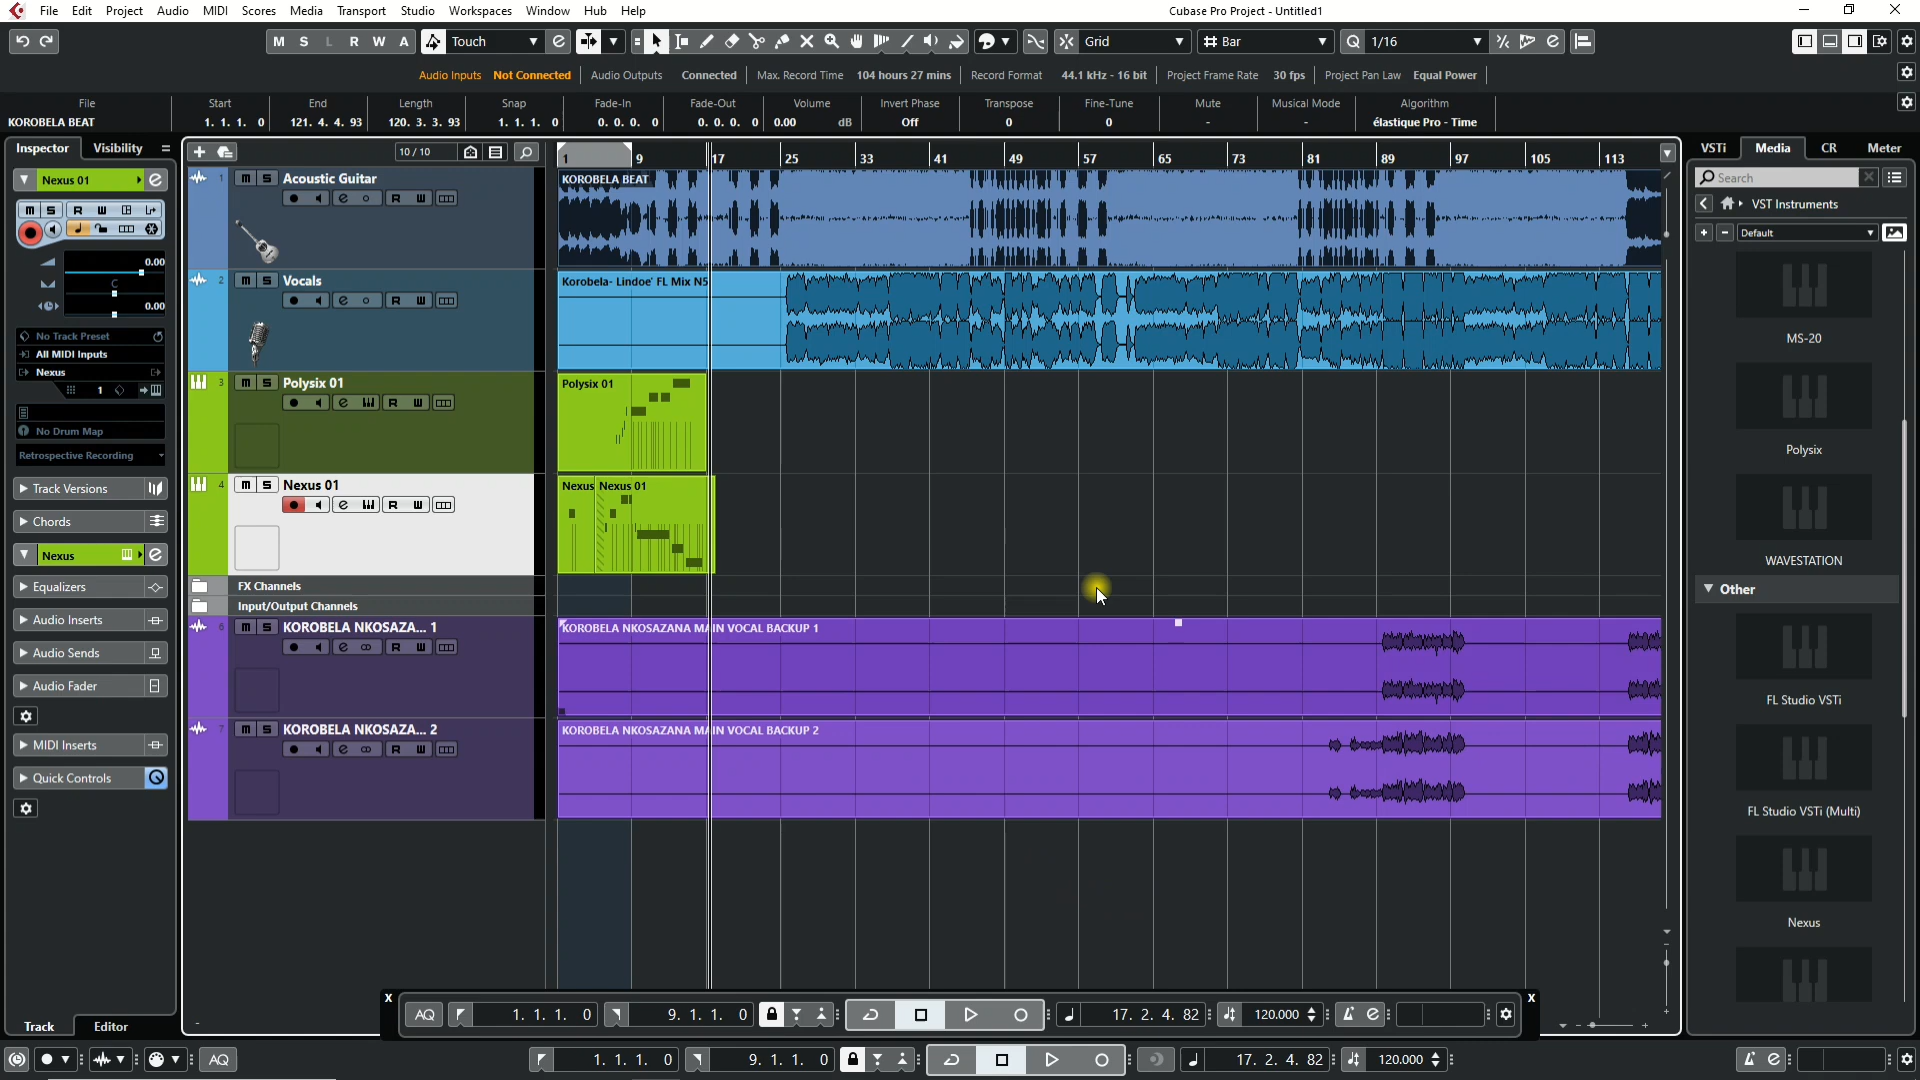 File Edit Project Audio MIDI Scores Media Transport Studio Workspaces Window Hub Help Cubase Pro Project - Untitled1
M S L R W A Touch Grid Bar 1/16
Audio Inputs Not Connected Audio Outputs Connected Max. Record Time 104 hours 27 mins Record Format 44.1 kHz - 16 bit Project Frame Rate 30 fps Project Pan Law Equal Power
File Start End Length Snap Fade-In Fade-Out Volume Invert Phase Transpose Fine-Tune Mute Musical Mode Algorithm
KOROBELA BEAT 1. 1. 1. 0 121. 4. 4. 93 120. 3. 3. 93 1. 1. 1. 0 0. 0. 0. 0 0. 0. 0. 0 0.00 dB Off 0 0 - - élastique Pro - Time
Inspector Visibility 10 / 10 1 9 17 25 33 41 49 57 65 73 81 89 97 105 113 VSTi Media CR Meter
Nexus 01 1 m S Acoustic Guitar KOROBELA BEAT Search
m S R W R W VST Instruments
Default
0.00
C 2 m S Vocals Korobela- Lindoe' FL Mix N5
0.00 R W
No Track Preset MS-20
All MIDI Inputs
Nexus
1 3 m S Polysix 01 Polysix 01
R W
No Drum Map Polysix
Retrospective Recording
Track Versions 4 m S Nexus 01 Nexus Nexus 01
R W
Chords
Nexus WAVESTATION
Equalizers FX Channels Other
Input/Output Channels
Audio Inserts 6 m S KOROBELA NKOSAZA... 1 KOROBELA NKOSAZANA MAIN VOCAL BACKUP 1
R W
Audio Sends
Audio Fader FL Studio VSTi
7 m S KOROBELA NKOSAZA... 2 KOROBELA NKOSAZANA MAIN VOCAL BACKUP 2
MIDI Inserts R W
Quick Controls
FL Studio VSTi (Multi)
Nexus
AQ 1. 1. 1. 0 9. 1. 1. 0 17. 2. 4. 82 120.000
Track Editor
AQ 1. 1. 1. 0 9. 1. 1. 0 17. 2. 4. 82 120.000